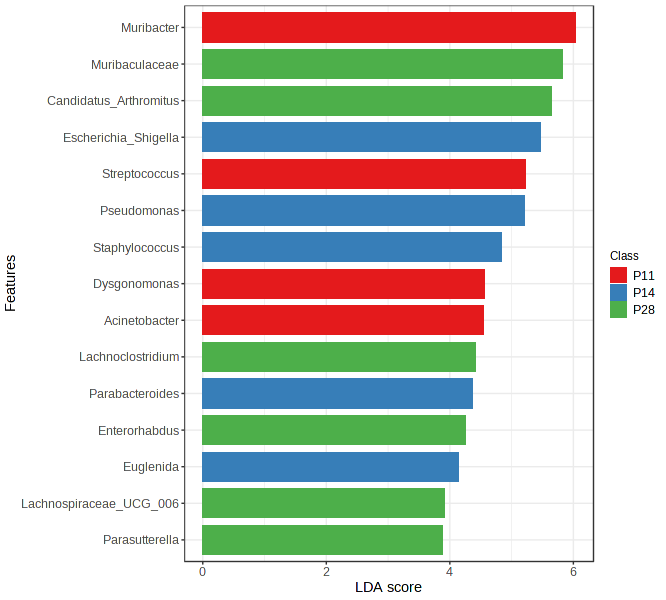 Muribacter
Muribaculaceae
Candidatus_Arthromitus
Escherichia_Shigella
Streptococcus
Pseudomonas
Staphylococcus
Dysgonomonas
Acinetobacter
Lachnoclostridium
Parabacteroides
Enterorhabdus
Euglenida
Lachnospiraceae_UCG_006
Parasutterella
Features
0 2 4 6
LDA score
Class
P11
P14
P28